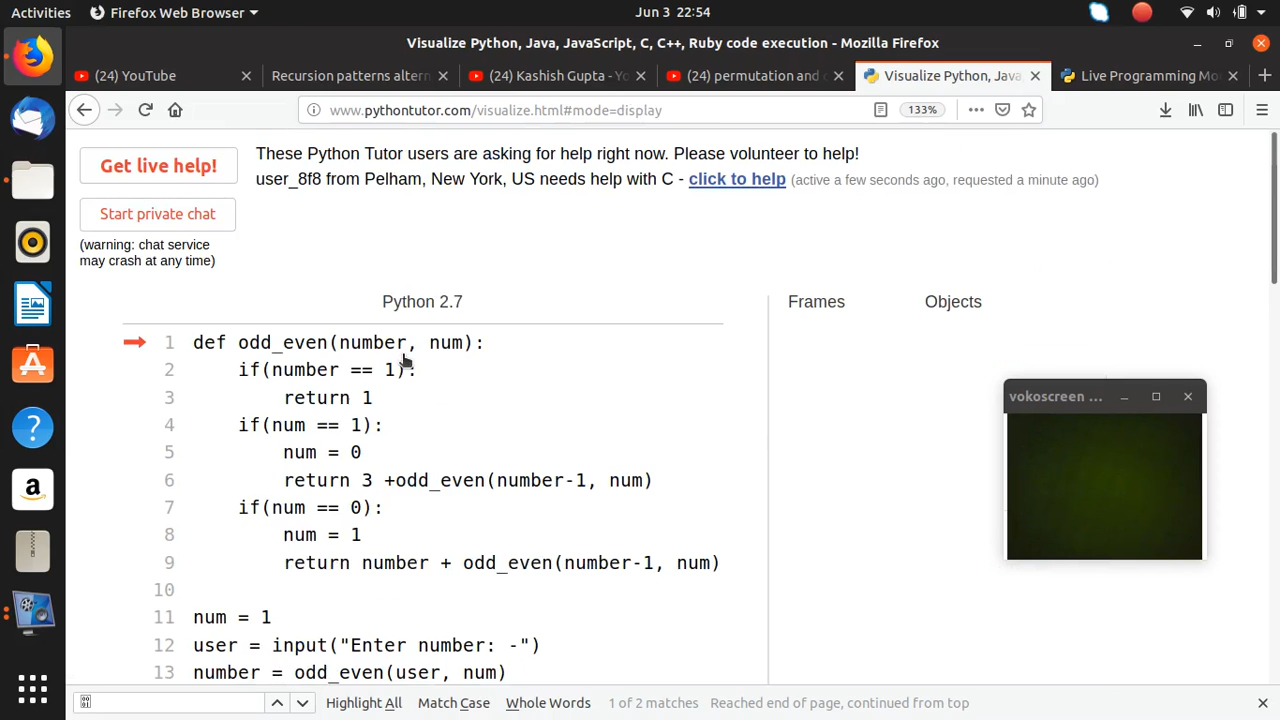 Activities Firefox Web Browser Jun 3 22:54
Visualize Python, Java, JavaScript, C, C++, Ruby code execution - Mozilla Firefox
(24) YouTube Recursion patterns altern (24) Kashish Gupta - Yo (24) permutation and c Visualize Python, Java, Live Programming Mo
www.pythontutor.com/visualize.html#mode=display 133%
Get live help!
These Python Tutor users are asking for help right now. Please volunteer to help!
user_8f8 from Pelham, New York, US needs help with C - click to help (active a few seconds ago, requested a minute ago)
Start private chat
(warning: chat service
may crash at any time)
Python 2.7
Frames Objects
1 def odd_even(number, num):
2 if(number == 1):
3 return 1
4 if(num == 1):
5 num = 0
6 return 3 +odd_even(number-1, num)
7 if(num == 0):
8 num = 1
9 return number + odd_even(number-1, num)
10
11 num = 1
12 user = input("Enter number: -")
13 number = odd_even(user, num)
vokoscreen ...
Highlight All Match Case Whole Words 1 of 2 matches Reached end of page, continued from top